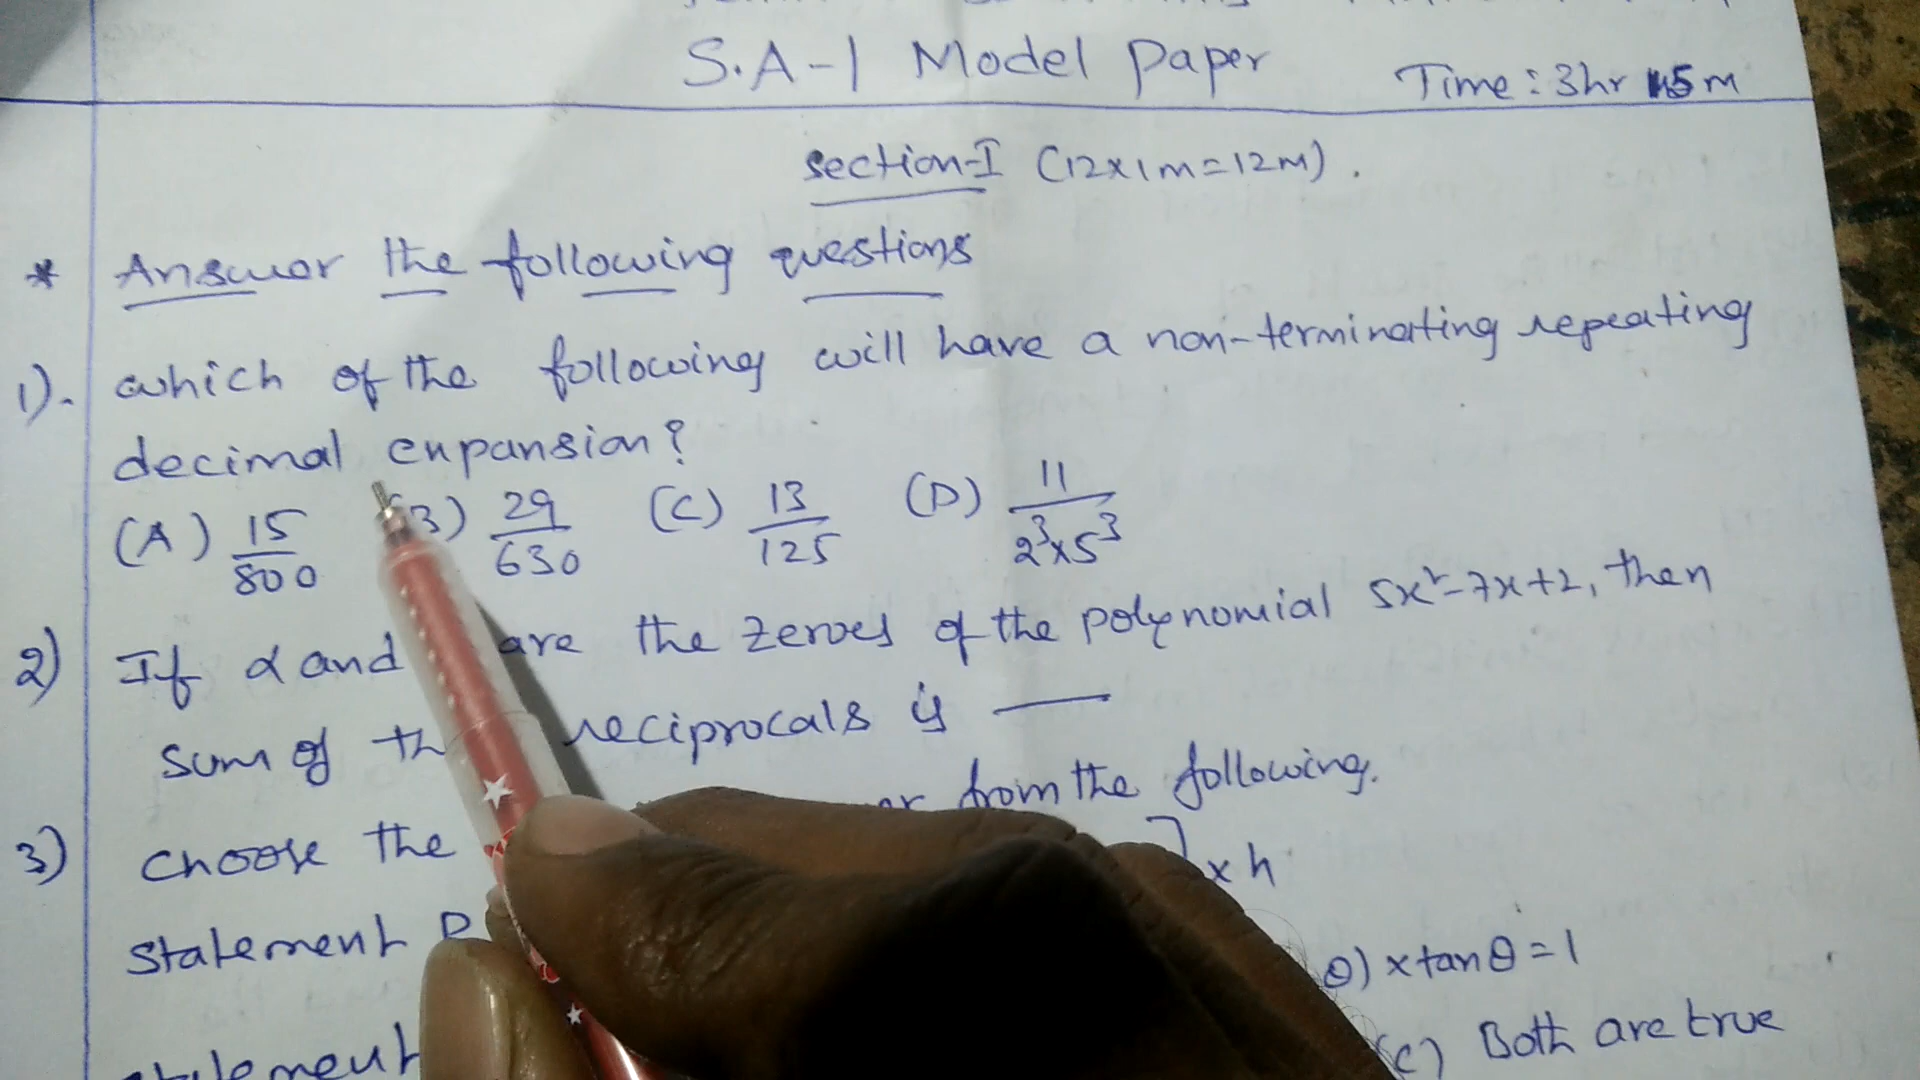 S.A-1 Model Paper
Time: 3hr 45m
Section-I (12x1m=12M).
* Answer the following questions
1). which of the following will have a non-terminating repeating
decimal expansion?
(A) 15/800 (B) 29/630 (C) 13/125 (D) 11/2³x5³
2) If α and are the zeroes of the polynomial 5x²-7x+2, then
sum of reciprocals is —
3) Choose the from the following.
] x h
Statement
θ) x tan θ = 1
(C) Both are true